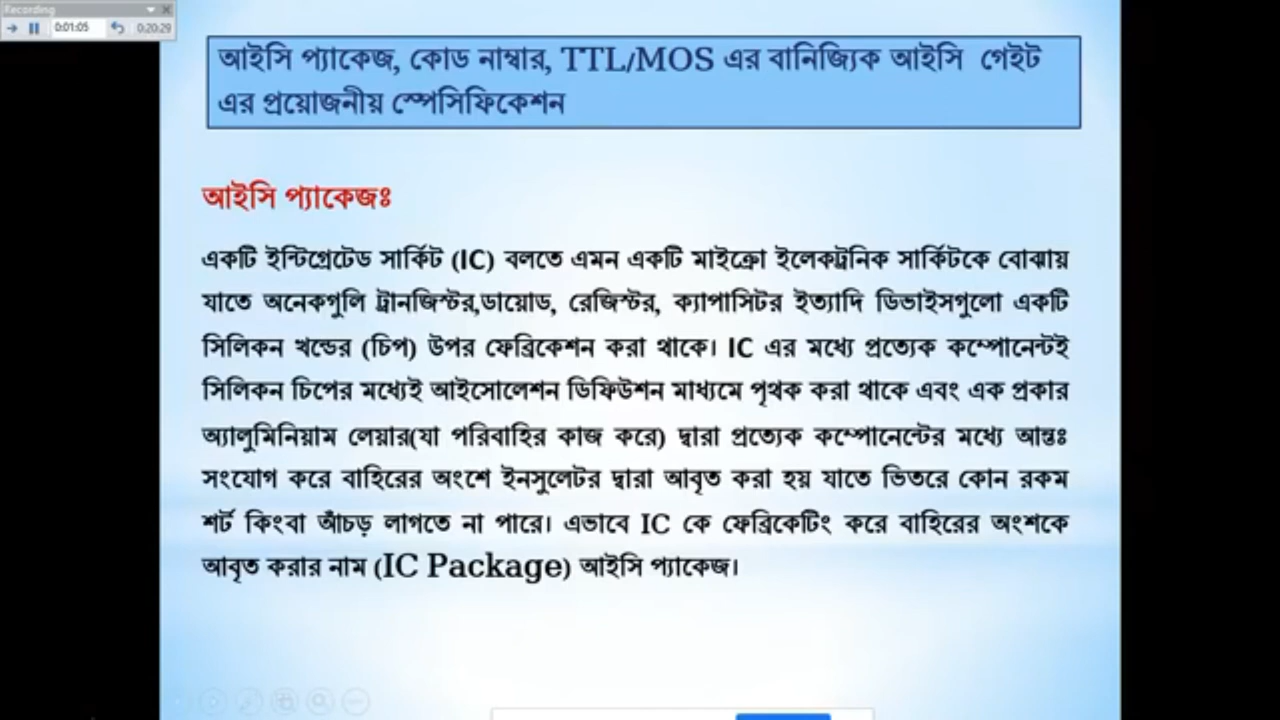 Recording
0:01:05
0:20:29
আইসি প্যাকেজ, কোড নাম্বার, TTL/MOS এর বানিজ্যিক আইসি গেইট
এর প্রয়োজনীয় স্পেসিফিকেশন
আইসি প্যাকেজঃ
একটি ইন্টিগ্রেটেড সার্কিট (IC) বলতে এমন একটি মাইক্রো ইলেকট্রনিক সার্কিটকে বোঝায়
যাতে অনেকগুলি ট্রানজিস্টর,ডায়োড, রেজিস্টর, ক্যাপাসিটর ইত্যাদি ডিভাইসগুলো একটি
সিলিকন খন্ডের (চিপ) উপর ফেব্রিকেশন করা থাকে। IC এর মধ্যে প্রত্যেক কম্পোনেন্টই
সিলিকন চিপের মধ্যেই আইসোলেশন ডিফিউশন মাধ্যমে পৃথক করা থাকে এবং এক প্রকার
অ্যালুমিনিয়াম লেয়ার(যা পরিবাহির কাজ করে) দ্বারা প্রত্যেক কম্পোনেন্টের মধ্যে আন্তঃ
সংযোগ করে বাহিরের অংশে ইনসুলেটর দ্বারা আবৃত করা হয় যাতে ভিতরে কোন রকম
শর্ট কিংবা আঁচড় লাগতে না পারে। এভাবে IC কে ফেব্রিকেটিং করে বাহিরের অংশকে
আবৃত করার নাম (IC Package) আইসি প্যাকেজ।